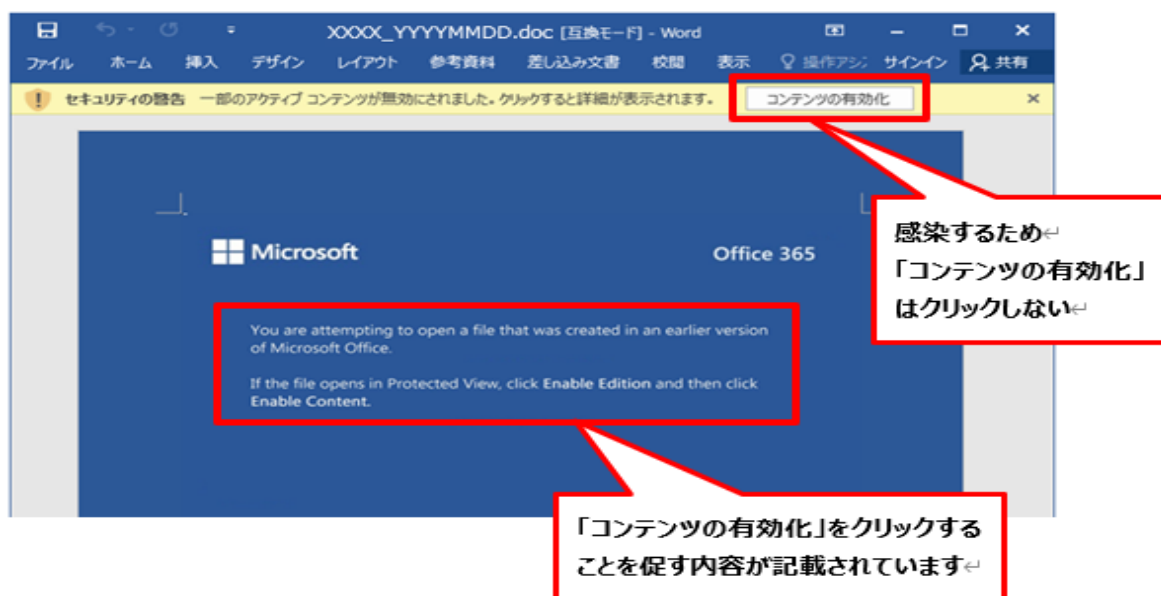 XXXX_YYYYMMDD.doc [互換モード] - Word
ファイル ホーム 挿入 デザイン レイアウト 参考資料 差し込み文書 校閲 表示 操作アシ サインイン 共有
セキュリティの警告 一部のアクティブ コンテンツが無効にされました。クリックすると詳細が表示されます。 コンテンツの有効化
Microsoft Office 365
感染するため↵
「コンテンツの有効化」
はクリックしない↵
You are attempting to open a file that was created in an earlier version
of Microsoft Office.
If the file opens in Protected View, click Enable Edition and then click
Enable Content.
「コンテンツの有効化」をクリックする
ことを促す内容が記載されています↵